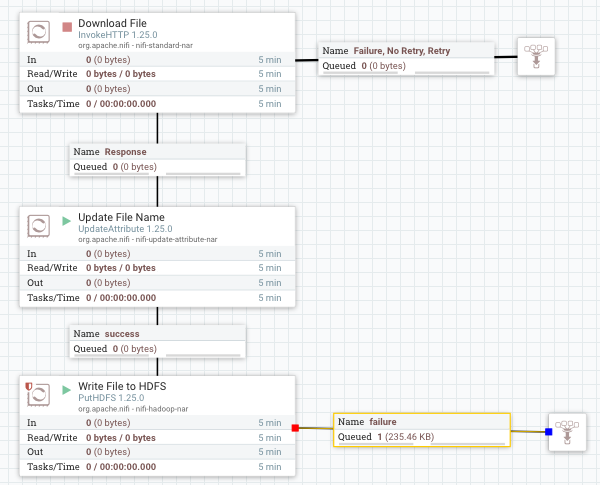 Download File
InvokeHTTP 1.25.0
org.apache.nifi - nifi-standard-nar
In 0 (0 bytes) 5 min
Read/Write 0 bytes / 0 bytes 5 min
Out 0 (0 bytes) 5 min
Tasks/Time 0 / 00:00:00.000 5 min
Name Failure, No Retry, Retry
Queued 0 (0 bytes)
Name Response
Queued 0 (0 bytes)
Update File Name
UpdateAttribute 1.25.0
org.apache.nifi - nifi-update-attribute-nar
In 0 (0 bytes) 5 min
Read/Write 0 bytes / 0 bytes 5 min
Out 0 (0 bytes) 5 min
Tasks/Time 0 / 00:00:00.000 5 min
Name success
Queued 0 (0 bytes)
Write File to HDFS
PutHDFS 1.25.0
org.apache.nifi - nifi-hadoop-nar
In 0 (0 bytes) 5 min
Read/Write 0 bytes / 0 bytes 5 min
Out 0 (0 bytes) 5 min
Tasks/Time 0 / 00:00:00.000 5 min
Name failure
Queued 1 (235.46 KB)